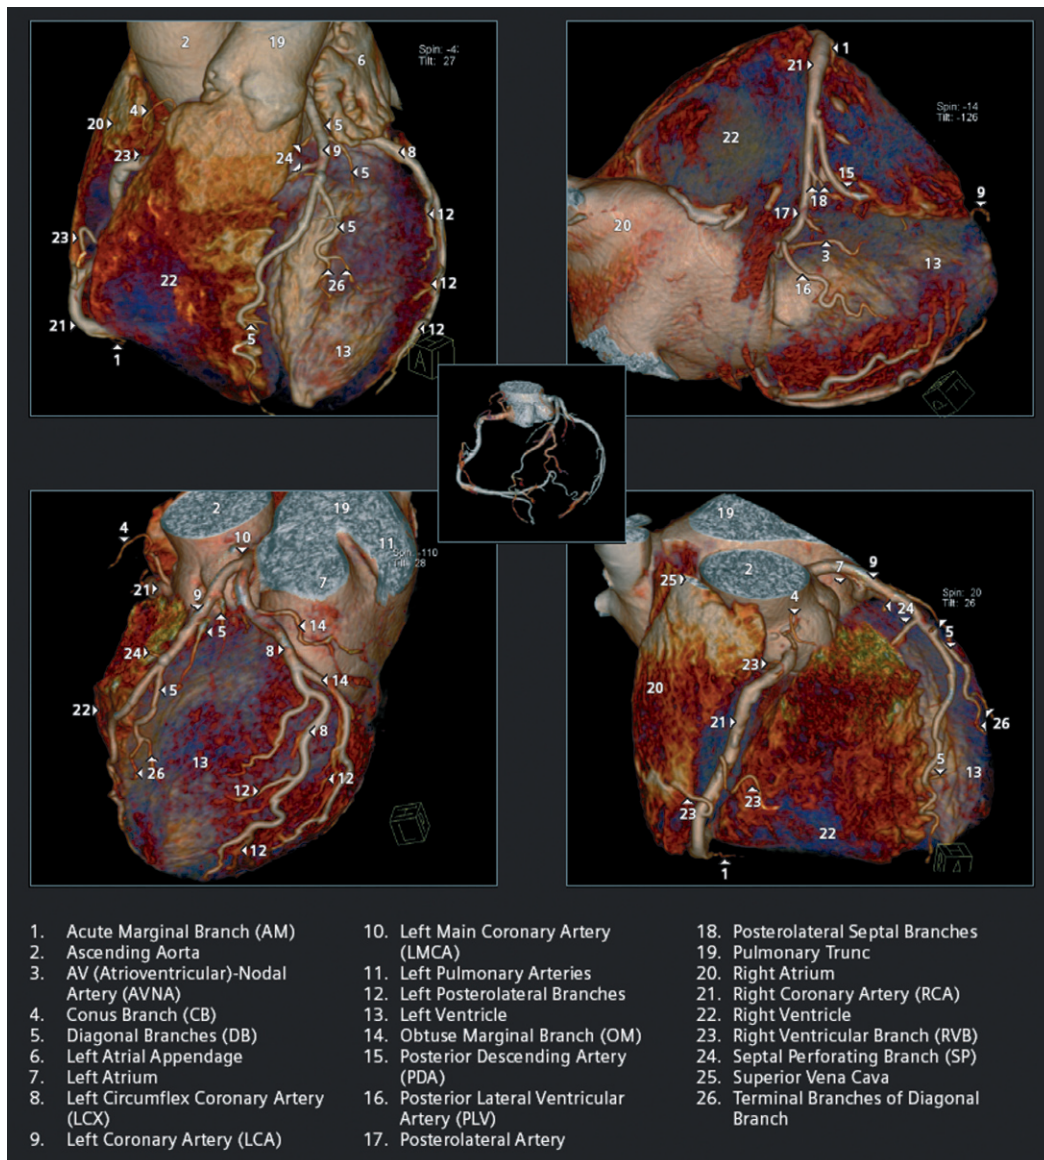 2
19
6
Spin: -4
Tilt: 27
4
20
5
23
24
9
8
5
12
23
5
22
26
12
21
5
12
1
13
A
1
21
Spin: -14
Tilt: -126
22
15
9
18
17
20
3
13
16
2
19
4
10
11
-110
28
7
21
9
5
14
24
8
5
14
22
8
13
26
12
12
12
19
2
7
9
25
Spin: 20
Tilt: 26
4
24
5
23
20
21
26
5
13
23
23
22
1
1. Acute Marginal Branch (AM)
2. Ascending Aorta
3. AV (Atrioventricular)-Nodal
Artery (AVNA)
4. Conus Branch (CB)
5. Diagonal Branches (DB)
6. Left Atrial Appendage
7. Left Atrium
8. Left Circumflex Coronary Artery
(LCX)
9. Left Coronary Artery (LCA)
10. Left Main Coronary Artery
(LMCA)
11. Left Pulmonary Arteries
12. Left Posterolateral Branches
13. Left Ventricle
14. Obtuse Marginal Branch (OM)
15. Posterior Descending Artery
(PDA)
16. Posterior Lateral Ventricular
Artery (PLV)
17. Posterolateral Artery
18. Posterolateral Septal Branches
19. Pulmonary Trunc
20. Right Atrium
21. Right Coronary Artery (RCA)
22. Right Ventricle
23. Right Ventricular Branch (RVB)
24. Septal Perforating Branch (SP)
25. Superior Vena Cava
26. Terminal Branches of Diagonal
Branch